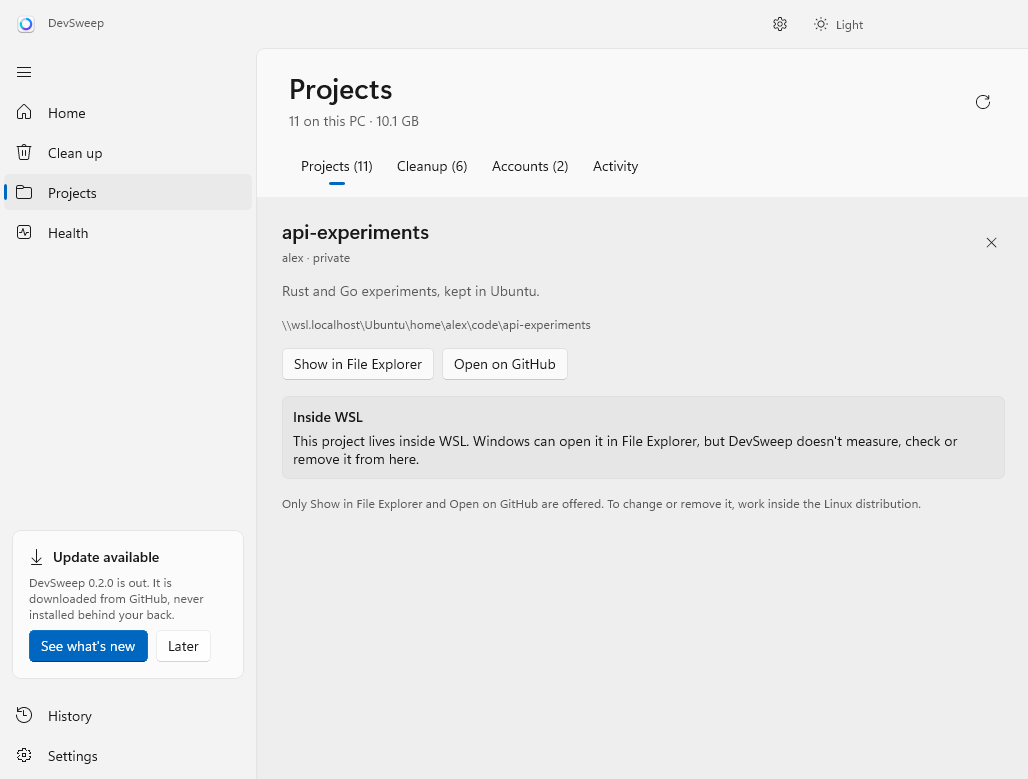 DevSweep
Light
Home
Clean up
Projects
Health
Projects
11 on this PC · 10.1 GB
Projects (11)
Cleanup (6)
Accounts (2)
Activity
api-experiments
alex · private
Rust and Go experiments, kept in Ubuntu.
\\wsl.localhost\Ubuntu\home\alex\code\api-experiments
Show in File Explorer
Open on GitHub
Inside WSL
This project lives inside WSL. Windows can open it in File Explorer, but DevSweep doesn't measure, check or
remove it from here.
Only Show in File Explorer and Open on GitHub are offered. To change or remove it, work inside the Linux distribution.
Update available
DevSweep 0.2.0 is out. It is
downloaded from GitHub, never
installed behind your back.
See what's new
Later
History
Settings